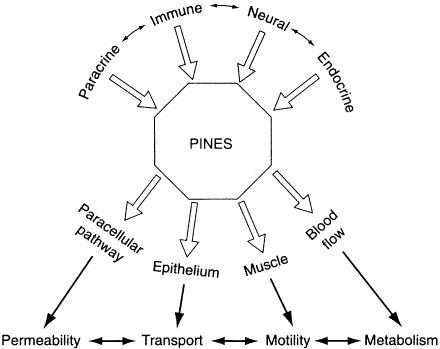 Immune
Neural
Paracrine
Endocrine
PINES
Paracellular
pathway
Epithelium
Muscle
Blood
flow
Permeability
Transport
Motility
Metabolism